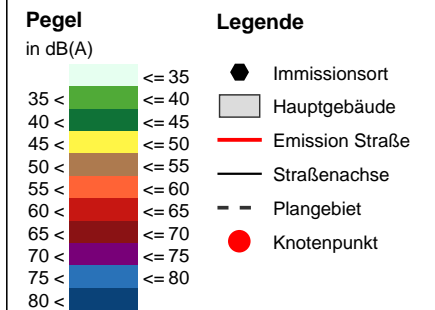 Pegel
in dB(A)
<= 35
35 < <= 40
40 < <= 45
45 < <= 50
50 < <= 55
55 < <= 60
60 < <= 65
65 < <= 70
70 < <= 75
75 < <= 80
80 <
Legende
Immissionsort
Hauptgebäude
Emission Straße
Straßenachse
Plangebiet
Knotenpunkt